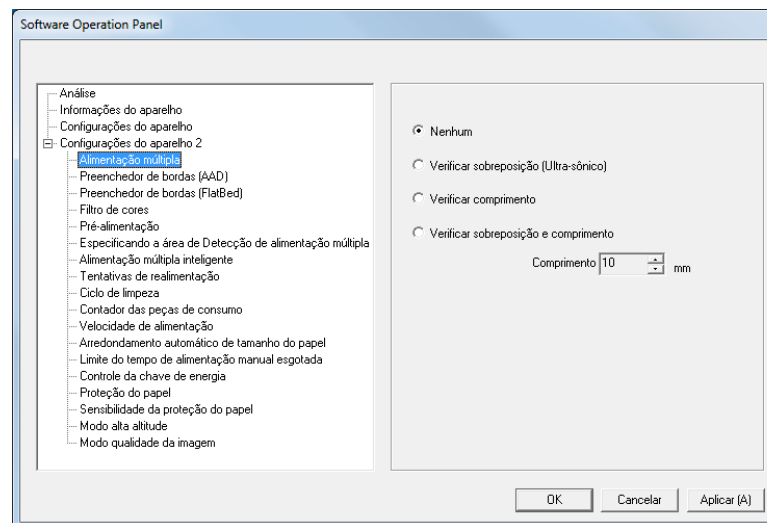 Software Operation Panel
Análise
Informações do aparelho
Configurações do aparelho
Configurações do aparelho 2
Alimentação múltipla
Preenchedor de bordas (AAD)
Preenchedor de bordas (FlatBed)
Filtro de cores
Pré-alimentação
Especificando a área de Detecção de alimentação múltipla
Alimentação múltipla inteligente
Tentativas de realimentação
Ciclo de limpeza
Contador das peças de consumo
Velocidade de alimentação
Arredondamento automático de tamanho do papel
Limite do tempo de alimentação manual esgotada
Controle da chave de energia
Proteção do papel
Sensibilidade da proteção do papel
Modo alta altitude
Modo qualidade da imagem
Nenhum
Verificar sobreposição (Ultra-sônico)
Verificar comprimento
Verificar sobreposição e comprimento
Comprimento 10 mm
OK Cancelar Aplicar (A)